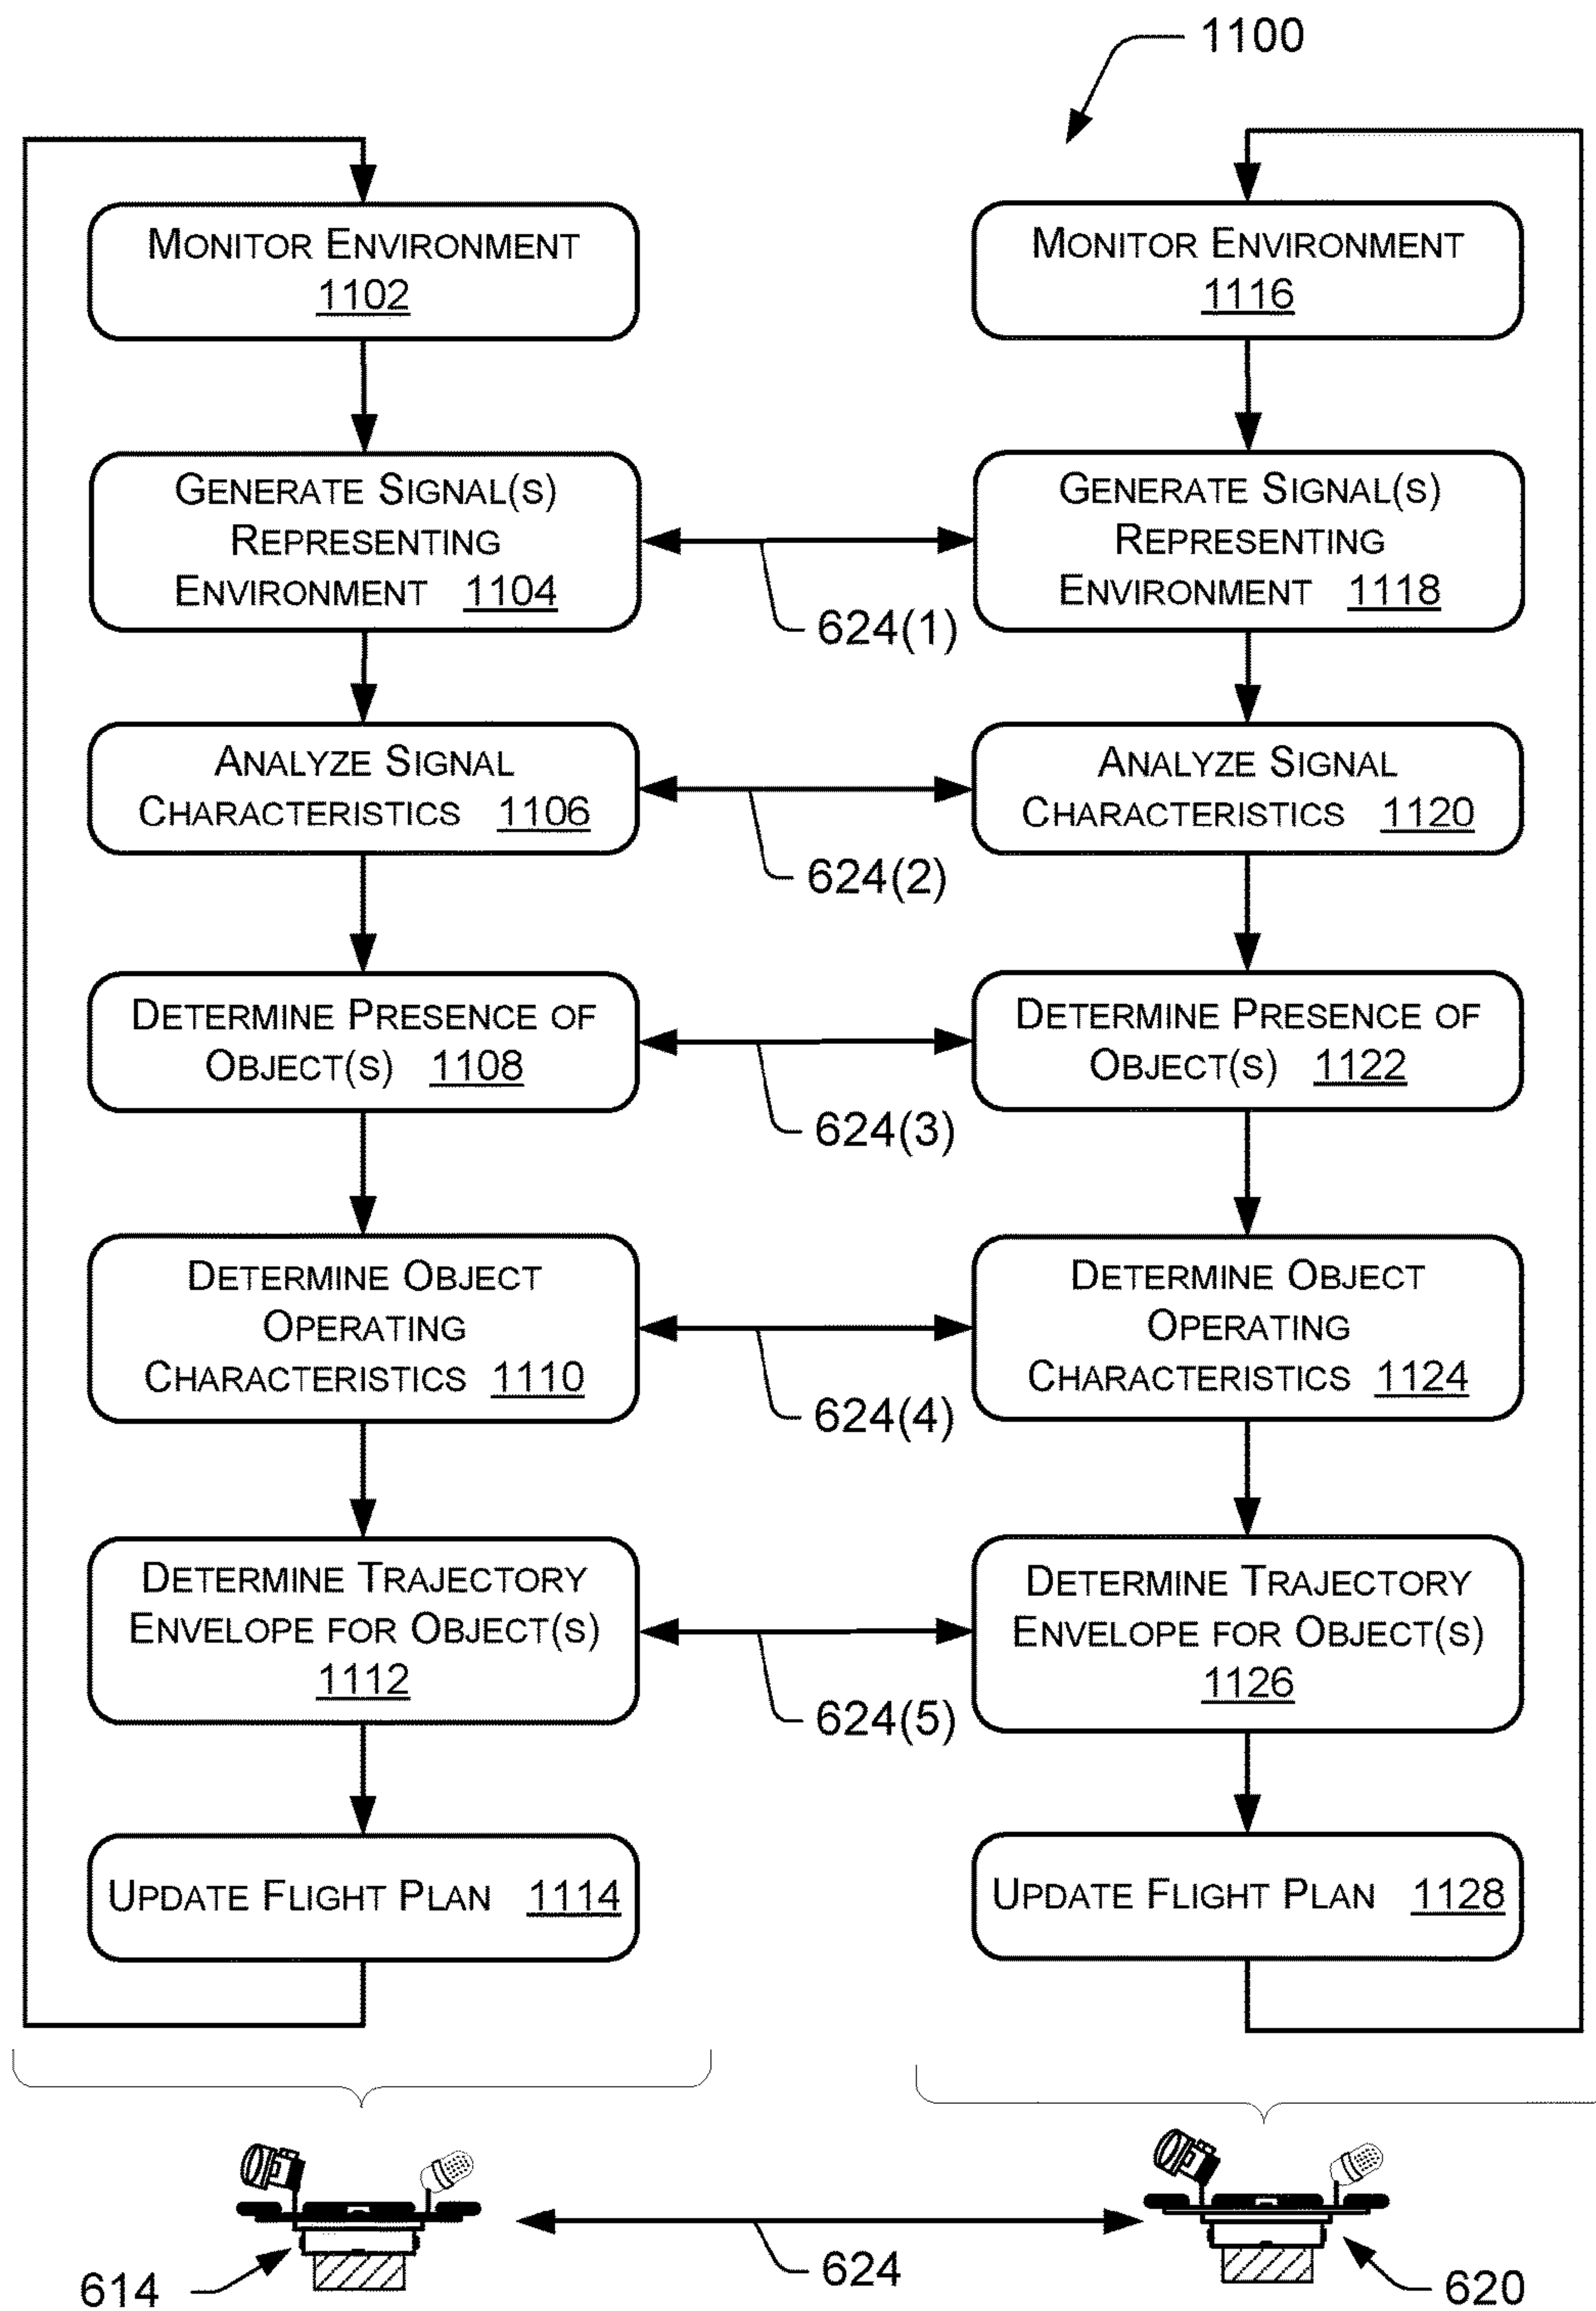 1100
MONITOR ENVIRONMENT
1102
GENERATE SIGNAL(S)
REPRESENTING
ENVIRONMENT 1104
ANALYZE SIGNAL
CHARACTERISTICS 1106
DETERMINE PRESENCE OF
OBJECT(S) 1108
DETERMINE OBJECT
OPERATING
CHARACTERISTICS 1110
DETERMINE TRAJECTORY
ENVELOPE FOR OBJECT(S)
1112
UPDATE FLIGHT PLAN 1114
624(1)
624(2)
624(3)
624(4)
624(5)
MONITOR ENVIRONMENT
1116
GENERATE SIGNAL(S)
REPRESENTING
ENVIRONMENT 1118
ANALYZE SIGNAL
CHARACTERISTICS 1120
DETERMINE PRESENCE OF
OBJECT(S) 1122
DETERMINE OBJECT
OPERATING
CHARACTERISTICS 1124
DETERMINE TRAJECTORY
ENVELOPE FOR OBJECT(S)
1126
UPDATE FLIGHT PLAN 1128
614
624
620